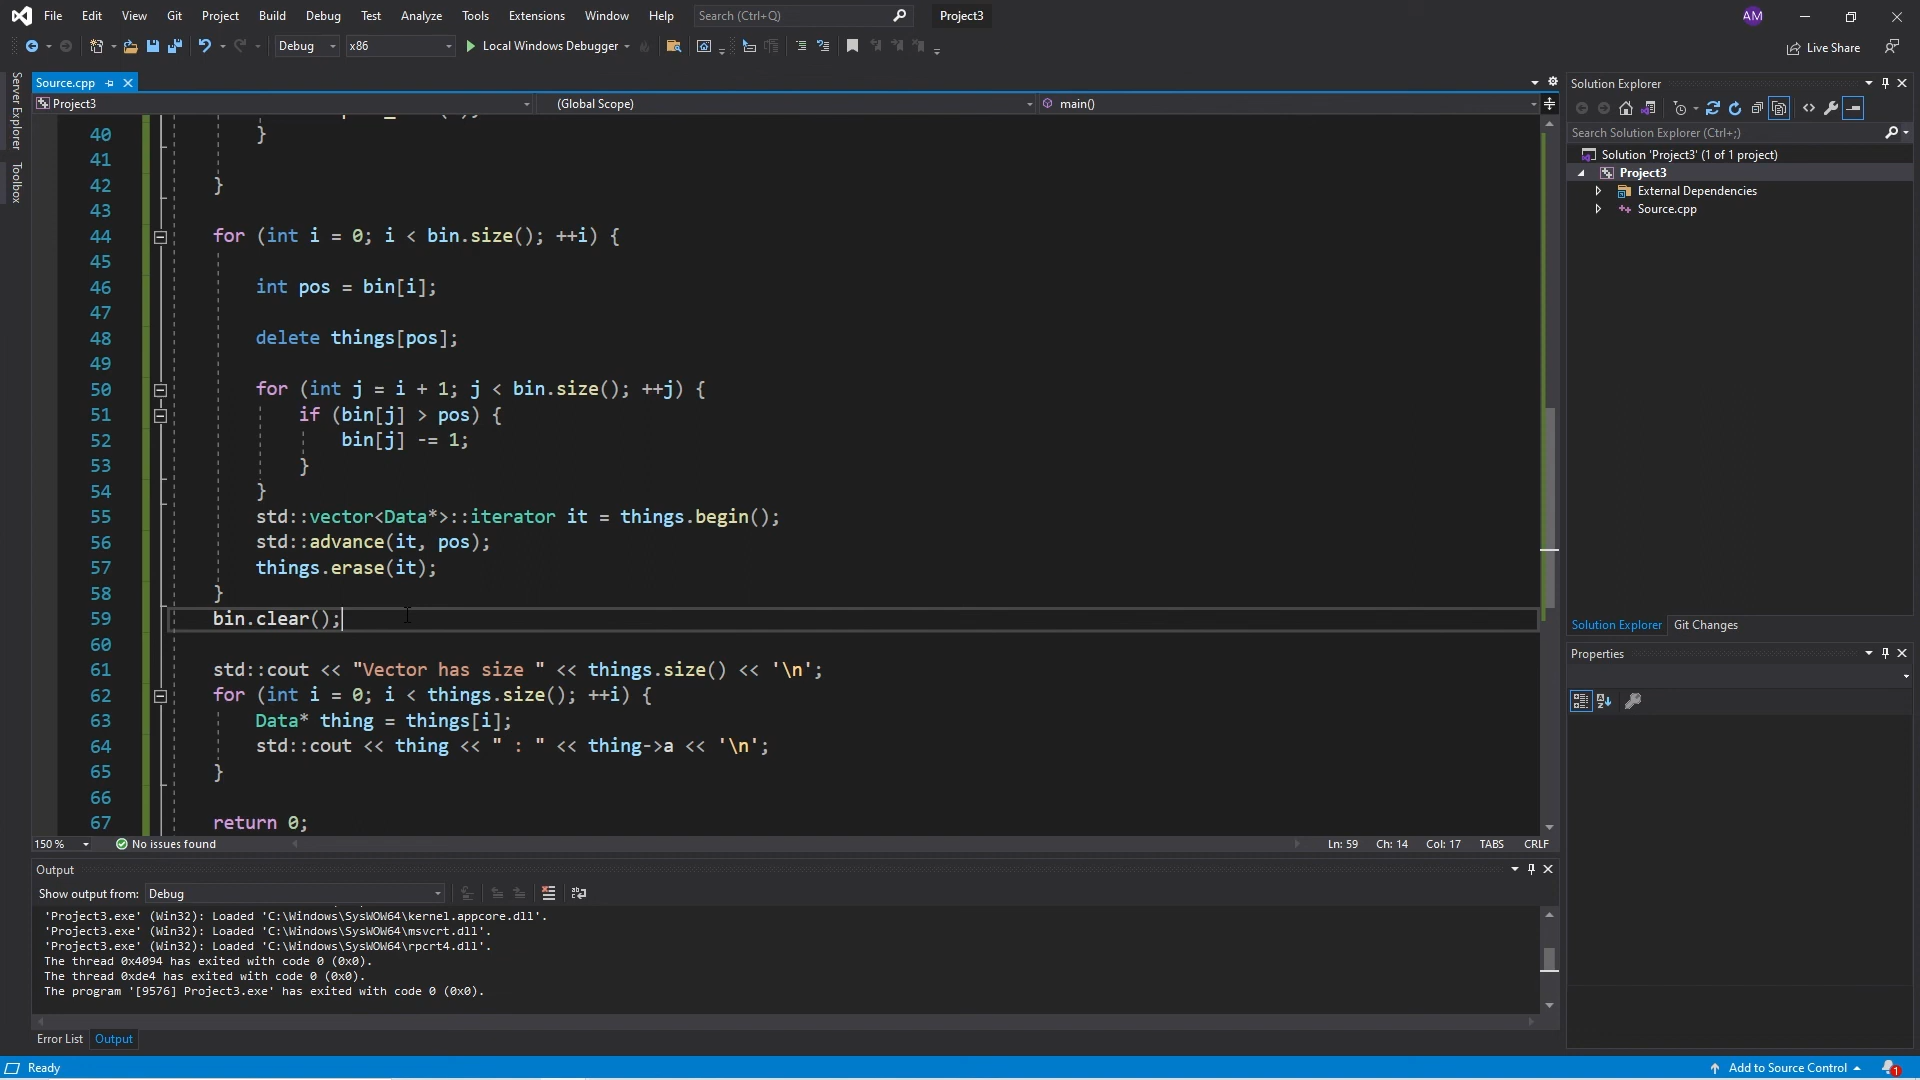 File Edit View Git Project Build Debug Test Analyze Tools Extensions Window Help Search (Ctrl+Q) Project3 AM
Debug x86 Local Windows Debugger Live Share
Server Explorer
Toolbox
Source.cpp
Project3 (Global Scope) main()
40 }
41
42 }
43
44 for (int i = 0; i < bin.size(); ++i) {
45
46 int pos = bin[i];
47
48 delete things[pos];
49
50 for (int j = i + 1; j < bin.size(); ++j) {
51 if (bin[j] > pos) {
52 bin[j] -= 1;
53 }
54 }
55 std::vector<Data*>::iterator it = things.begin();
56 std::advance(it, pos);
57 things.erase(it);
58 }
59 bin.clear();
60
61 std::cout << "Vector has size " << things.size() << '\n';
62 for (int i = 0; i < things.size(); ++i) {
63 Data* thing = things[i];
64 std::cout << thing << " : " << thing->a << '\n';
65 }
66
67 return 0;
150 % No issues found Ln: 59 Ch: 14 Col: 17 TABS CRLF
Output
Show output from: Debug
'Project3.exe' (Win32): Loaded 'C:\Windows\SysWOW64\kernel.appcore.dll'.
'Project3.exe' (Win32): Loaded 'C:\Windows\SysWOW64\msvcrt.dll'.
'Project3.exe' (Win32): Loaded 'C:\Windows\SysWOW64\rpcrt4.dll'.
The thread 0x4094 has exited with code 0 (0x0).
The thread 0xde4 has exited with code 0 (0x0).
The program '[9576] Project3.exe' has exited with code 0 (0x0).
Error List Output
Solution Explorer
Search Solution Explorer (Ctrl+;)
Solution 'Project3' (1 of 1 project)
Project3
External Dependencies
Source.cpp
Solution Explorer Git Changes
Properties
Ready Add to Source Control 1